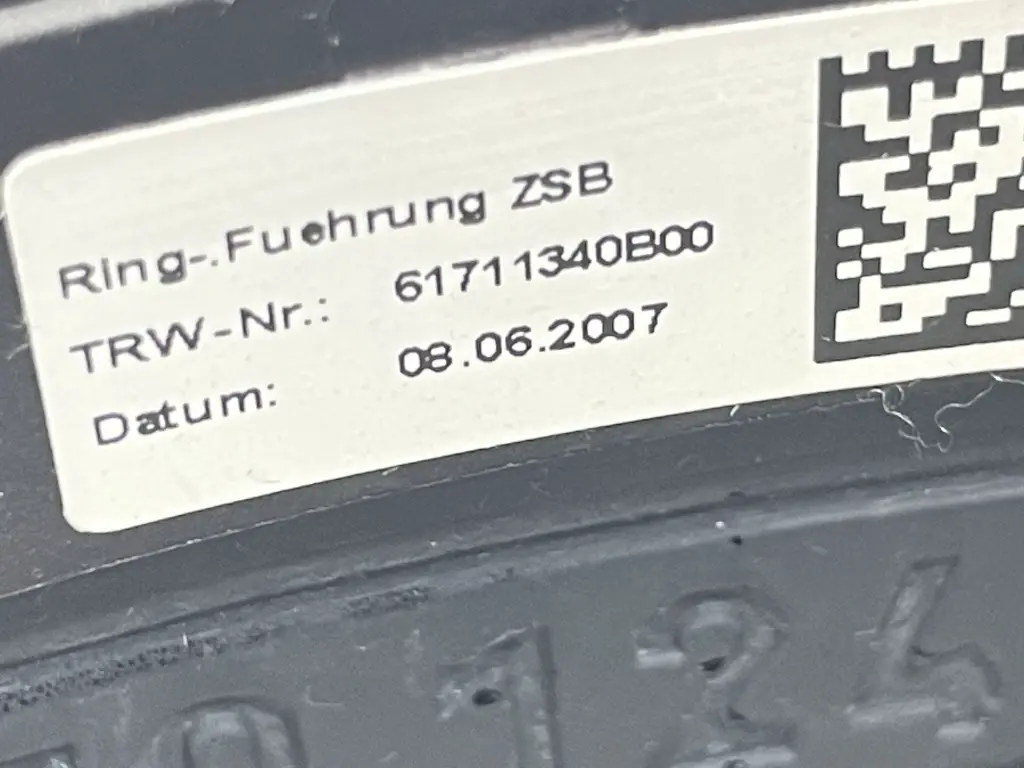 Ring-.Fuehrung ZSB
TRW-Nr.: 61711340B00
Datum: 08.06.2007